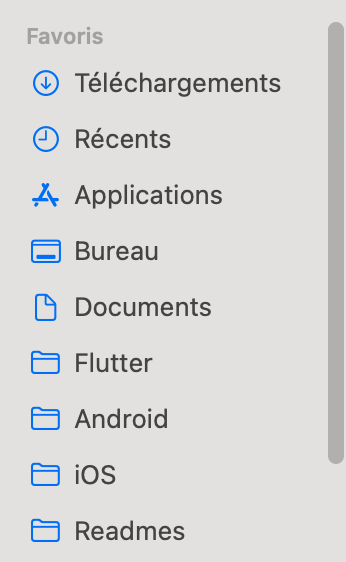 Favoris
Téléchargements
Récents
Applications
Bureau
Documents
Flutter
Android
iOS
Readmes